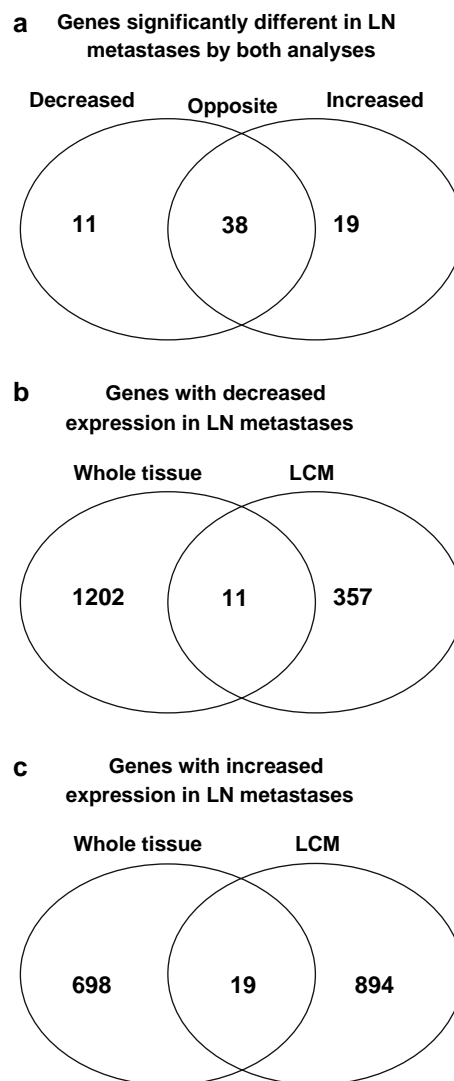 a Genes significantly different in LN
metastases by both analyses
Decreased Opposite Increased
11 38 19
b Genes with decreased
expression in LN metastases
Whole tissue LCM
1202 11 357
c Genes with increased
expression in LN metastases
Whole tissue LCM
698 19 894